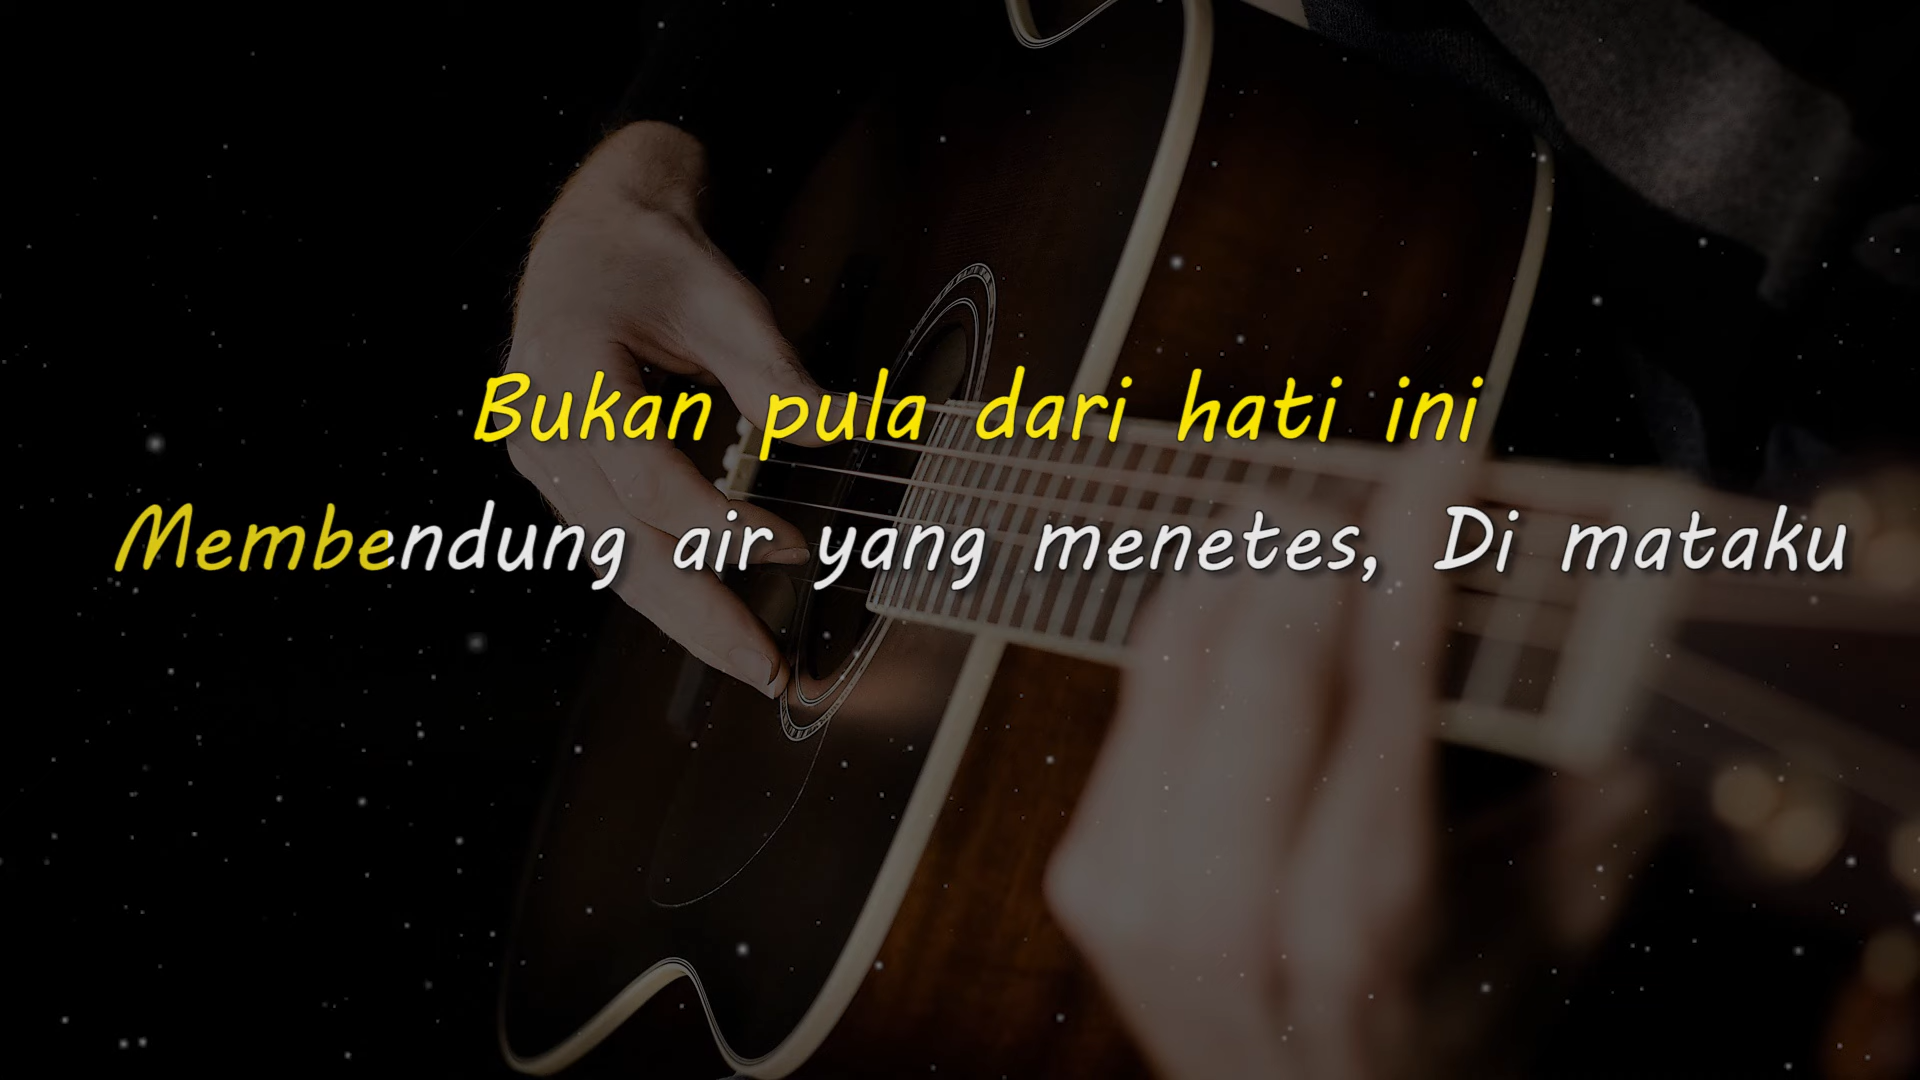 Bukan pula dari hati ini
Membendung air yang menetes, Di mataku